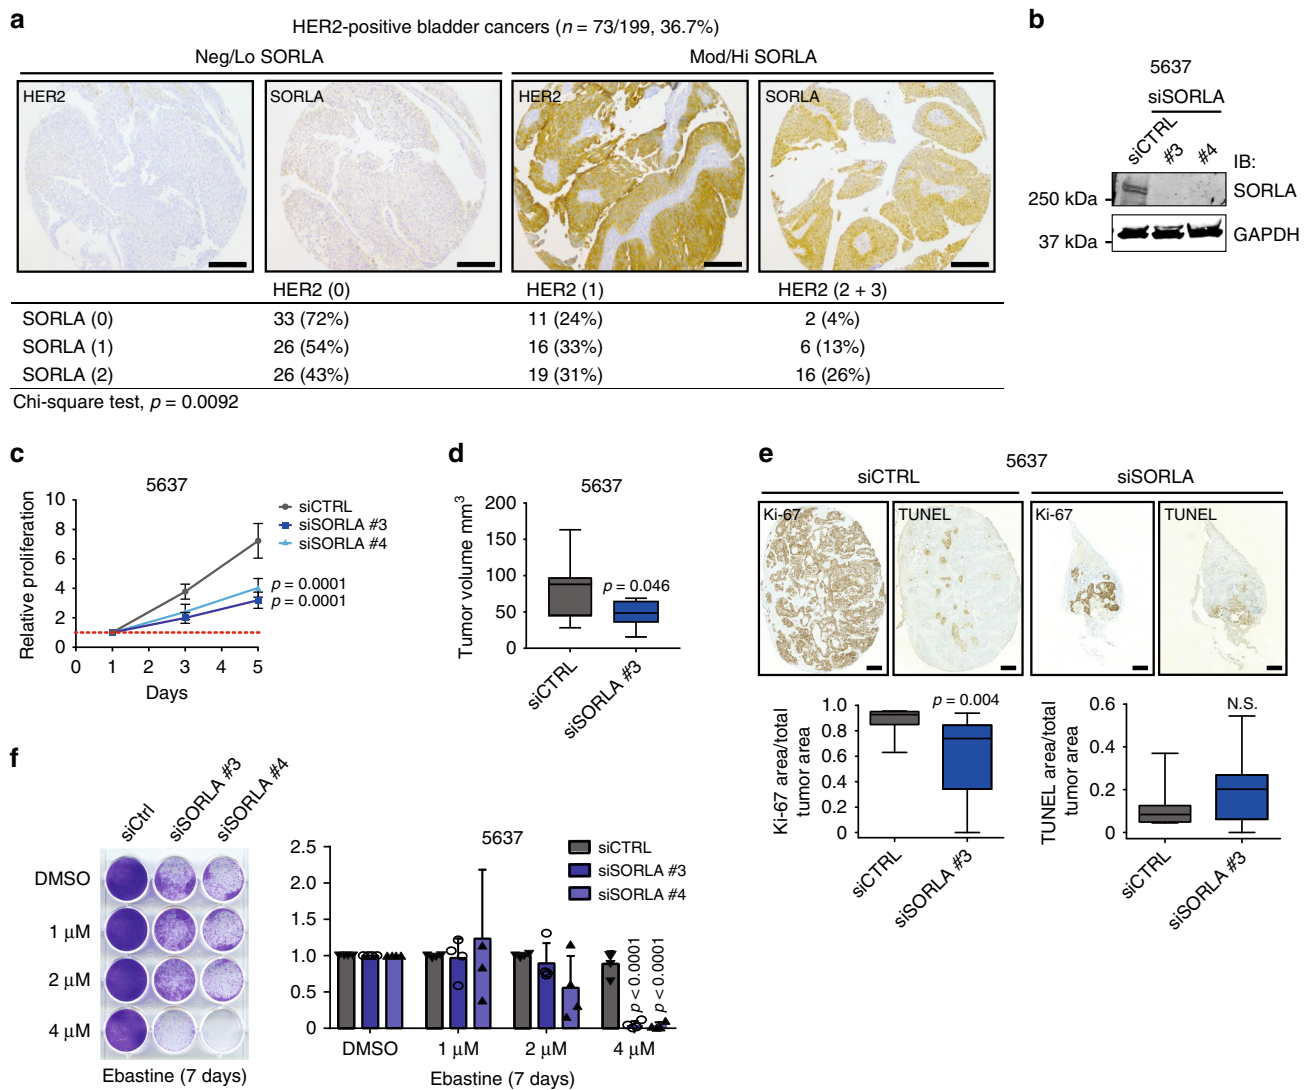 a
HER2-positive bladder cancers (n = 73/199, 36.7%)
Neg/Lo SORLA
Mod/Hi SORLA
HER2
SORLA
HER2
SORLA
HER2 (0) HER2 (1) HER2 (2 + 3)
SORLA (0) 33 (72%) 11 (24%) 2 (4%)
SORLA (1) 26 (54%) 16 (33%) 6 (13%)
SORLA (2) 26 (43%) 19 (31%) 16 (26%)
Chi-square test, p = 0.0092
b
5637
siSORLA
siCTRL #3 #4
IB:
250 kDa SORLA
37 kDa GAPDH
c
5637
Relative proliferation
10
8
6
4
2
0
0 1 2 3 4 5
Days
siCTRL
siSORLA #3
siSORLA #4
p = 0.0001
p = 0.0001
d
5637
Tumor volume mm³
200
150
100
50
0
p = 0.046
siCTRL
siSORLA #3
e
5637
siCTRL
siSORLA
Ki-67
TUNEL
Ki-67
TUNEL
Ki-67 area/total
tumor area
1.0
0.8
0.6
0.4
0.2
0
p = 0.004
siCTRL
siSORLA #3
TUNEL area/total
tumor area
0.6
0.4
0.2
0
N.S.
siCTRL
siSORLA #3
f
siCtrl
siSORLA #3
siSORLA #4
DMSO
1 µM
2 µM
4 µM
Ebastine (7 days)
5637
2.5
2.0
1.5
1.0
0.5
0
siCTRL
siSORLA #3
siSORLA #4
p < 0.0001
p < 0.0001
DMSO 1 µM 2 µM 4 µM
Ebastine (7 days)